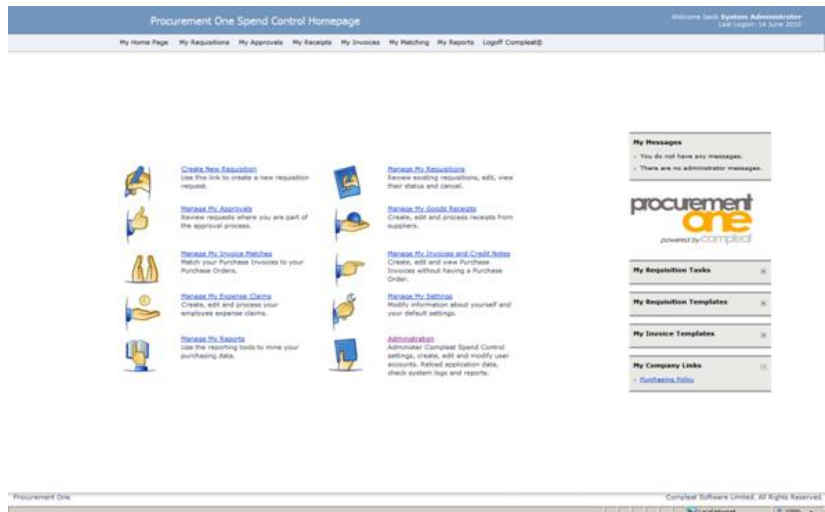 Procurement One Spend Control Homepage
Welcome back System Administrator
Last Logon: 14 June 2010
My Home Page My Requisitions My Approvals My Receipts My Invoices My Matching My Reports Logoff Compleat©
Create New Requisition
Use this link to create a new requisition
request.
Manage My Requisitions
Review existing requisitions, edit, view
their status and cancel.
Manage My Approvals
Review requests where you are part of
the approval process.
Manage My Goods Receipts
Create, edit and process receipts from
suppliers.
Manage My Invoice Matches
Match your Purchase Invoices to your
Purchase Orders.
Manage My Invoices and Credit Notes
Create, edit and view Purchase
Invoices without having a Purchase
Order.
Manage My Expense Claims
Create, edit and process your
employee expense claims.
Manage My Settings
Modify information about yourself and
your default settings.
Manage My Reports
Use the reporting tools to mine your
purchasing data.
Administration
Administer Compleat Spend Control
settings, create, edit and modify user
accounts. Reload application data,
check system logs and reports.
My Messages
You do not have any messages.
There are no administrator messages.
procurement
one
powered by compleat
My Requisition Tasks
My Requisition Templates
My Invoice Templates
My Company Links
Purchasing Policy
Procurement One
Compleat Software Limited. All Rights Reserved.
Local intranet
100%